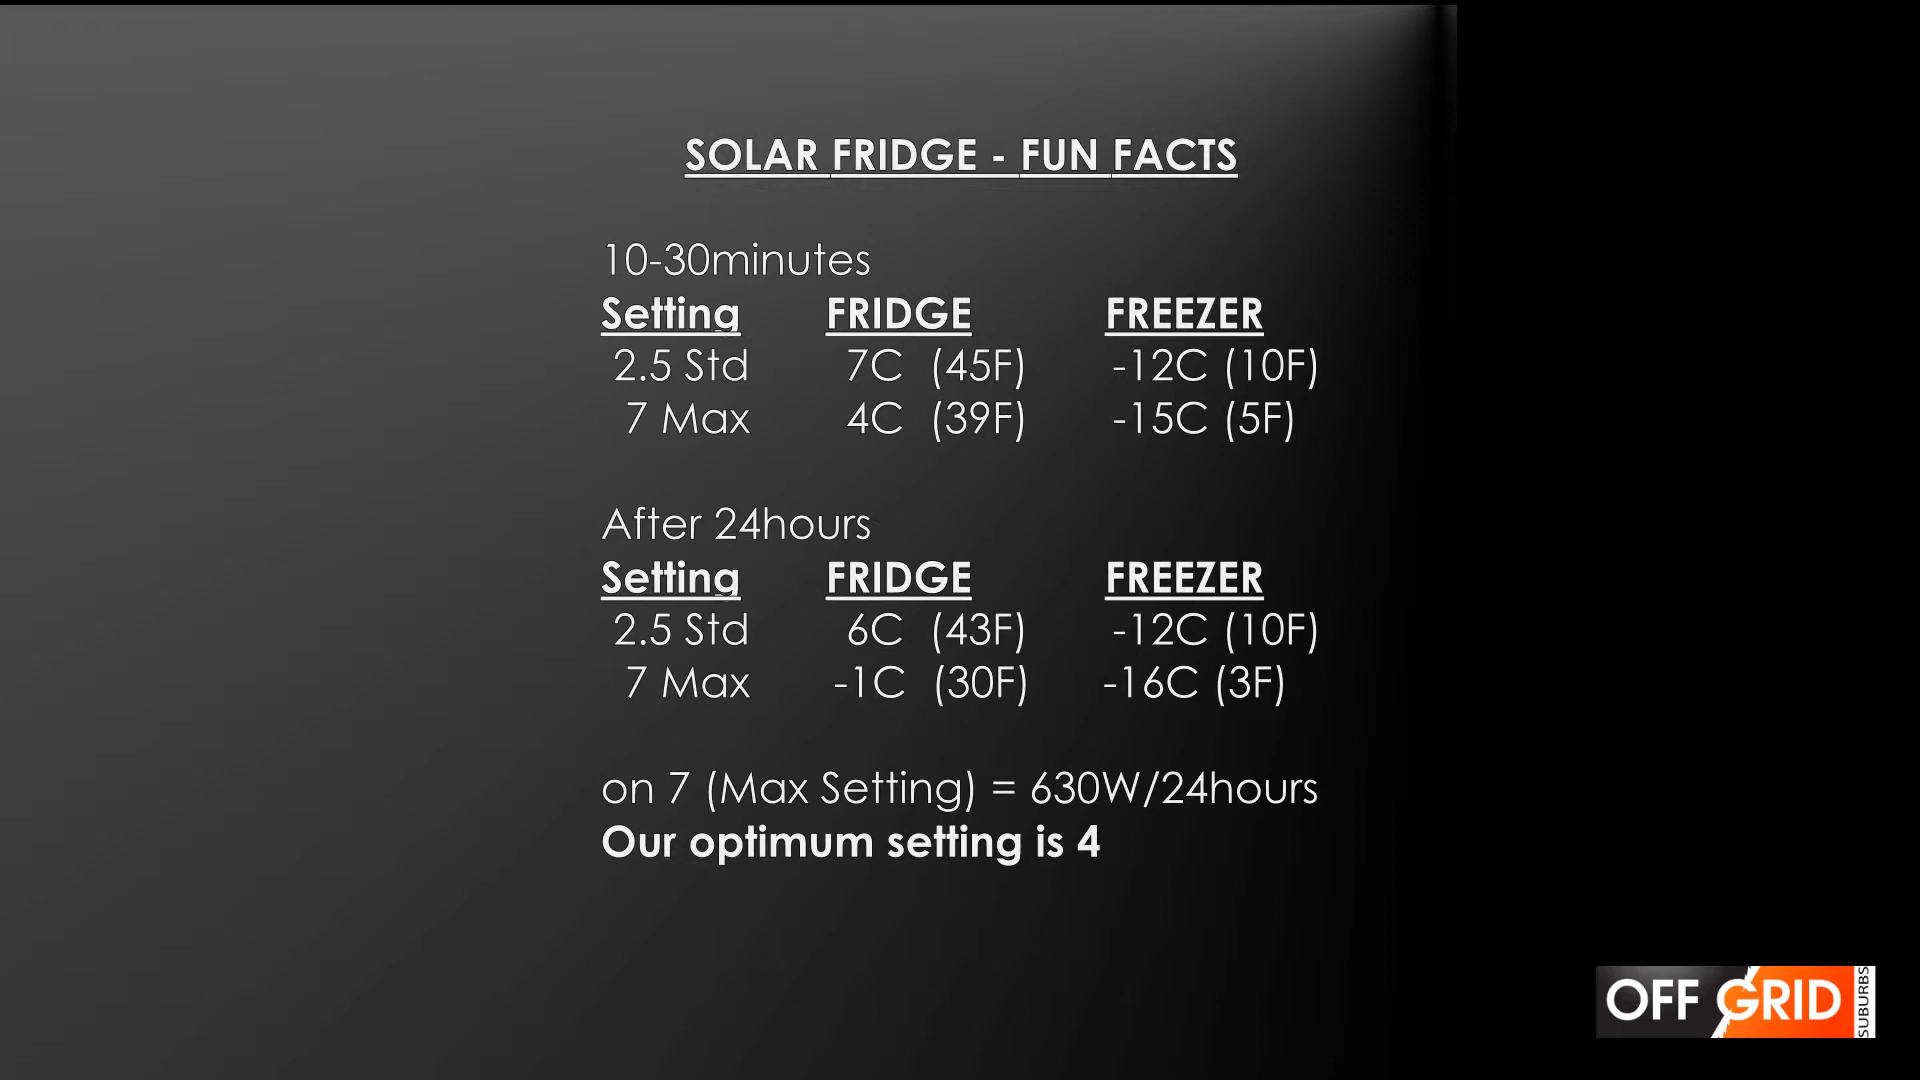 SOLAR FRIDGE - FUN FACTS
10-30minutes
Setting FRIDGE FREEZER
2.5 Std 7C (45F) -12C (10F)
7 Max 4C (39F) -15C (5F)
After 24hours
Setting FRIDGE FREEZER
2.5 Std 6C (43F) -12C (10F)
7 Max -1C (30F) -16C (3F)
on 7 (Max Setting) = 630W/24hours
Our optimum setting is 4
OFF GRID SUBURBS